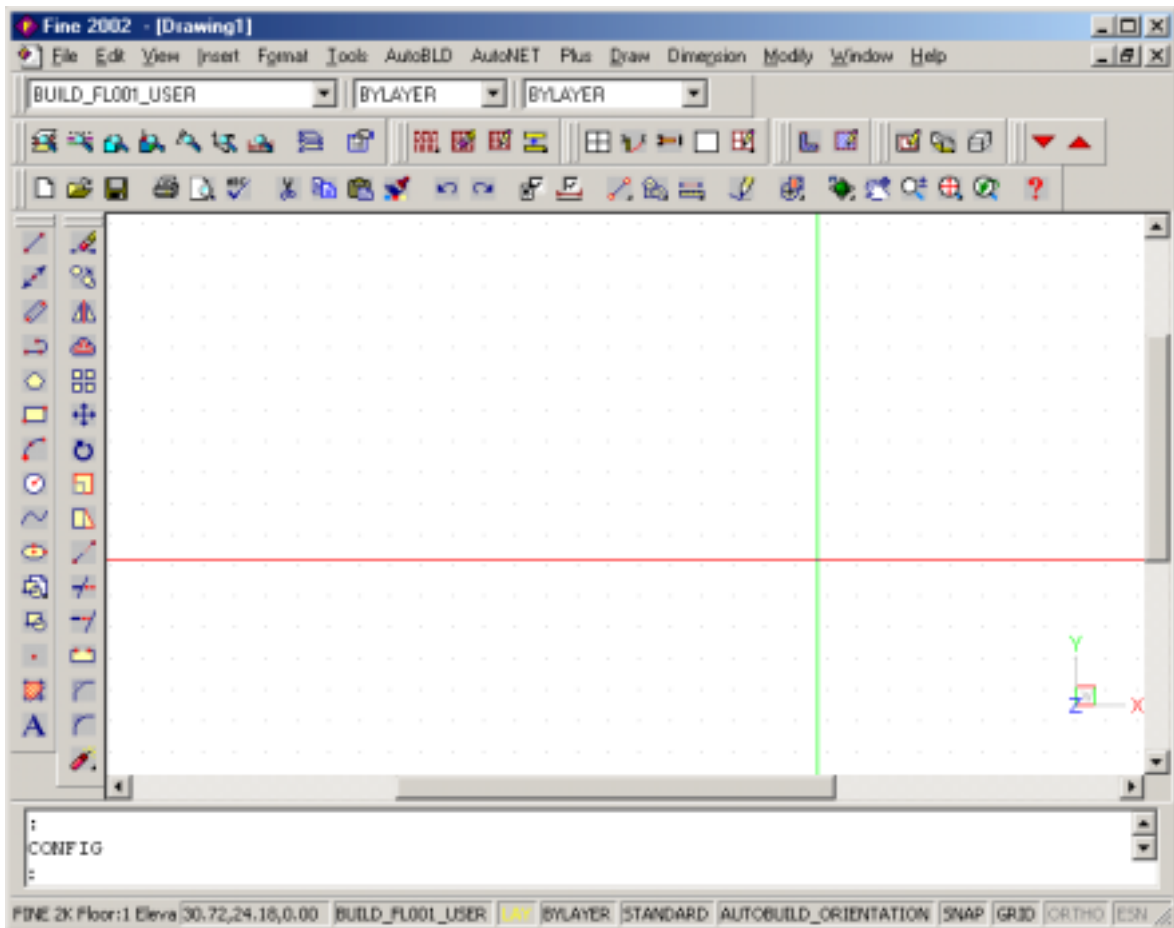 Fine 2002 - [Drawing1]
File Edit View Insert Format Tools AutoBLD AutoNET Plus Draw Dimension Modify Window Help
BUILD_FL001_USER BYLAYER BYLAYER
A
Y
Z X
:
CONFIG
:
FINE 2K Floor:1 Eleva 30.72,24.18,0.00 BUILD_FL001_USER LAY BYLAYER STANDARD AUTOBUILD_ORIENTATION SNAP GRID ORTHO ESN